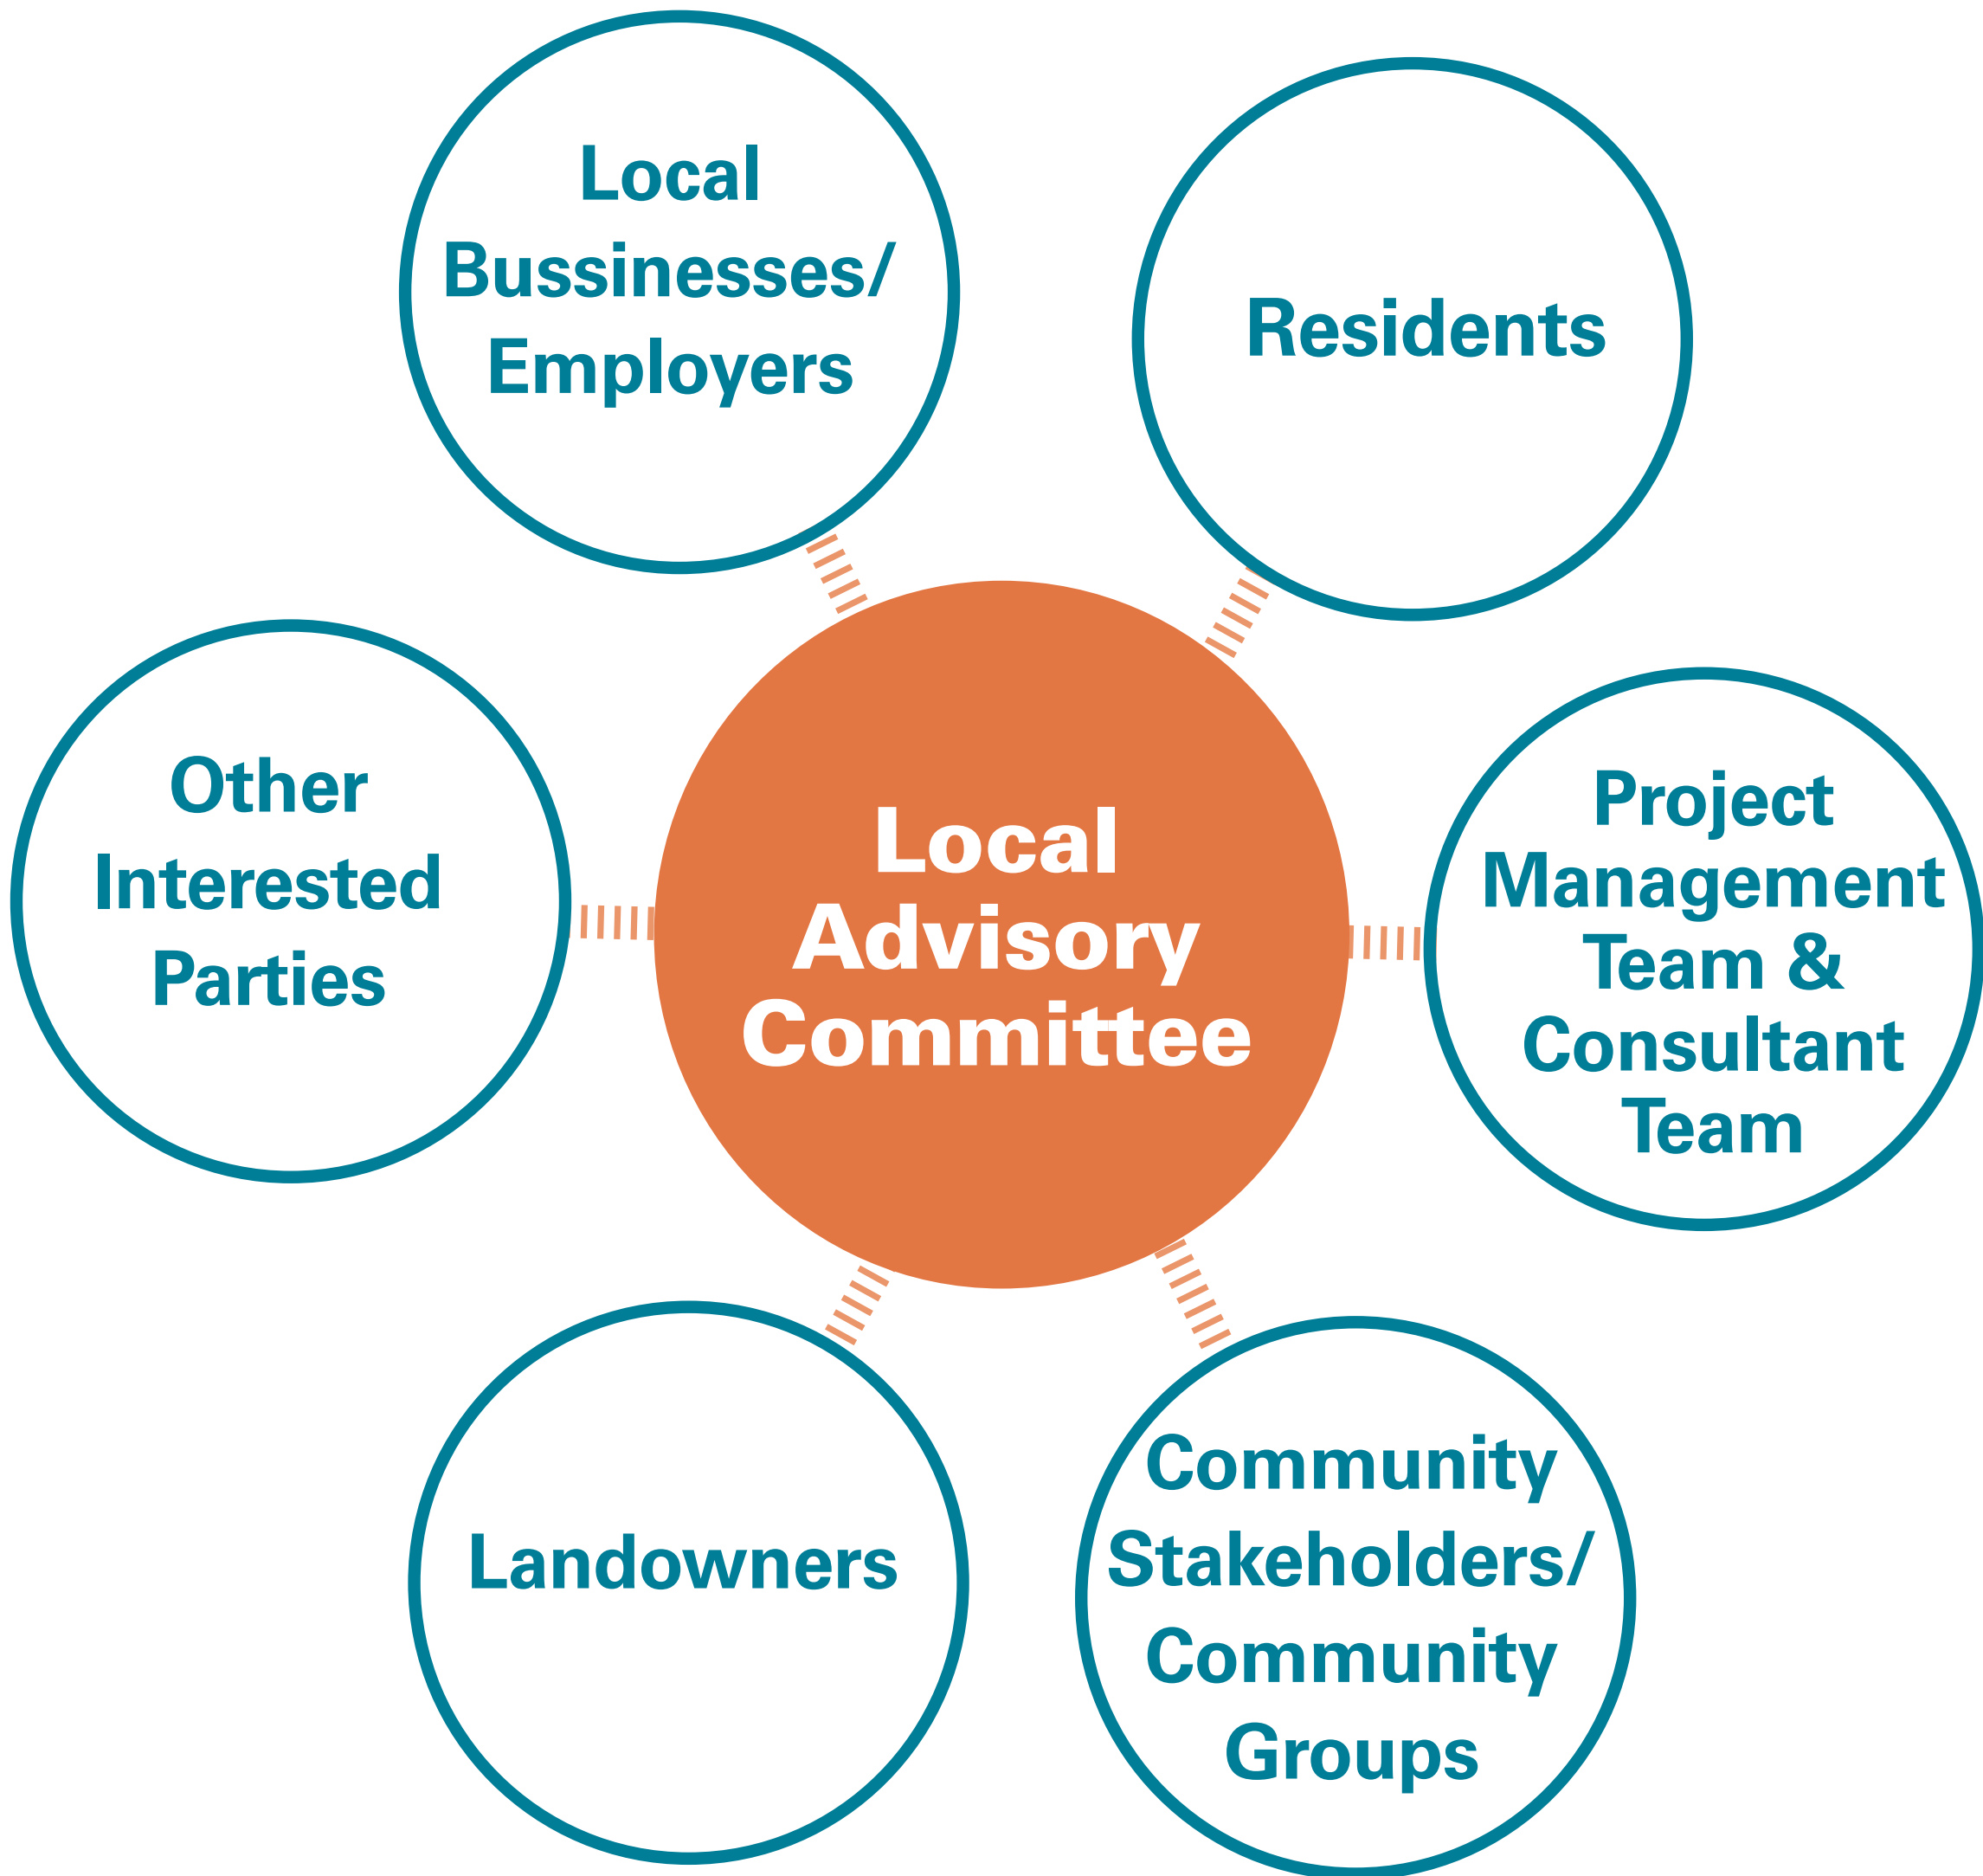 Local
Bussinesses/
Employers
Residents
Other
Interested
Parties
Local
Advisory
Committee
Project
Management
Team &
Consultant
Team
Landowners
Community
Stakeholders/
Community
Groups